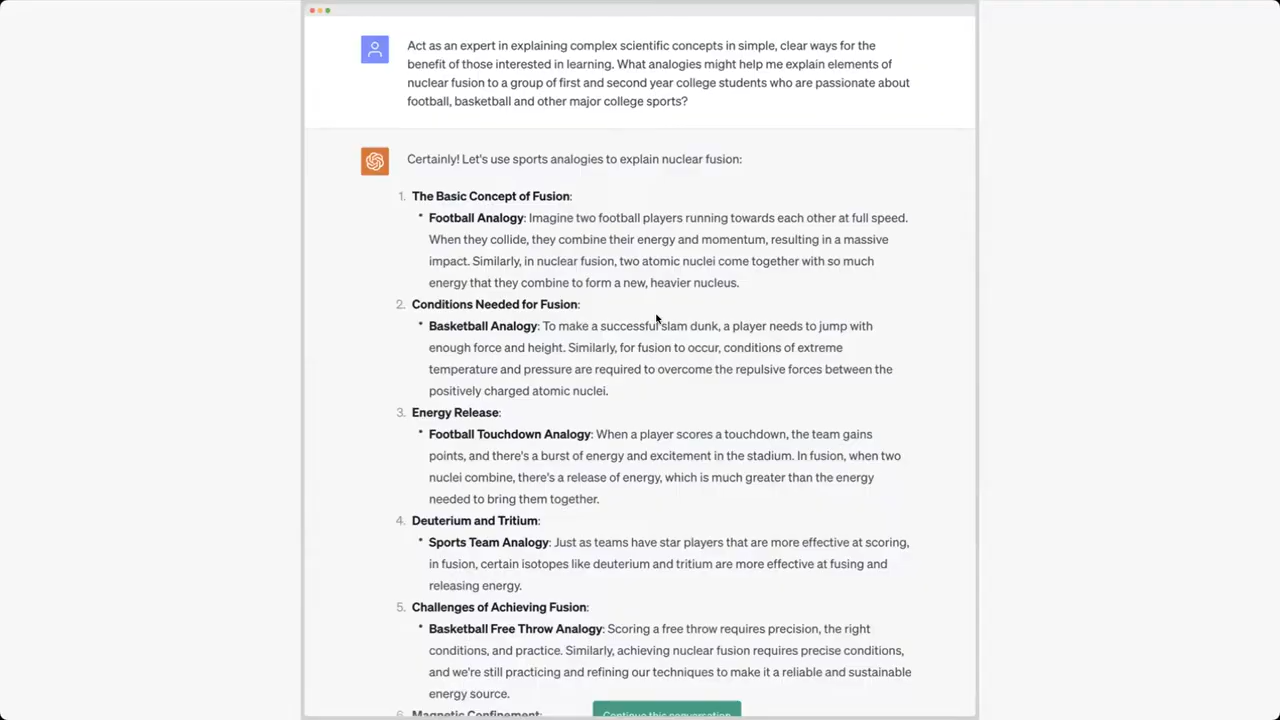 Act as an expert in explaining complex scientific concepts in simple, clear ways for the
benefit of those interested in learning. What analogies might help me explain elements of
nuclear fusion to a group of first and second year college students who are passionate about
football, basketball and other major college sports?
Certainly! Let's use sports analogies to explain nuclear fusion:
1. The Basic Concept of Fusion:
• Football Analogy: Imagine two football players running towards each other at full speed.
When they collide, they combine their energy and momentum, resulting in a massive
impact. Similarly, in nuclear fusion, two atomic nuclei come together with so much
energy that they combine to form a new, heavier nucleus.
2. Conditions Needed for Fusion:
• Basketball Analogy: To make a successful slam dunk, a player needs to jump with
enough force and height. Similarly, for fusion to occur, conditions of extreme
temperature and pressure are required to overcome the repulsive forces between the
positively charged atomic nuclei.
3. Energy Release:
• Football Touchdown Analogy: When a player scores a touchdown, the team gains
points, and there's a burst of energy and excitement in the stadium. In fusion, when two
nuclei combine, there's a release of energy, which is much greater than the energy
needed to bring them together.
4. Deuterium and Tritium:
• Sports Team Analogy: Just as teams have star players that are more effective at scoring,
in fusion, certain isotopes like deuterium and tritium are more effective at fusing and
releasing energy.
5. Challenges of Achieving Fusion:
• Basketball Free Throw Analogy: Scoring a free throw requires precision, the right
conditions, and practice. Similarly, achieving nuclear fusion requires precise conditions,
and we're still practicing and refining our techniques to make it a reliable and sustainable
energy source.
6. Magnetic Confinement:
Continue this conversation